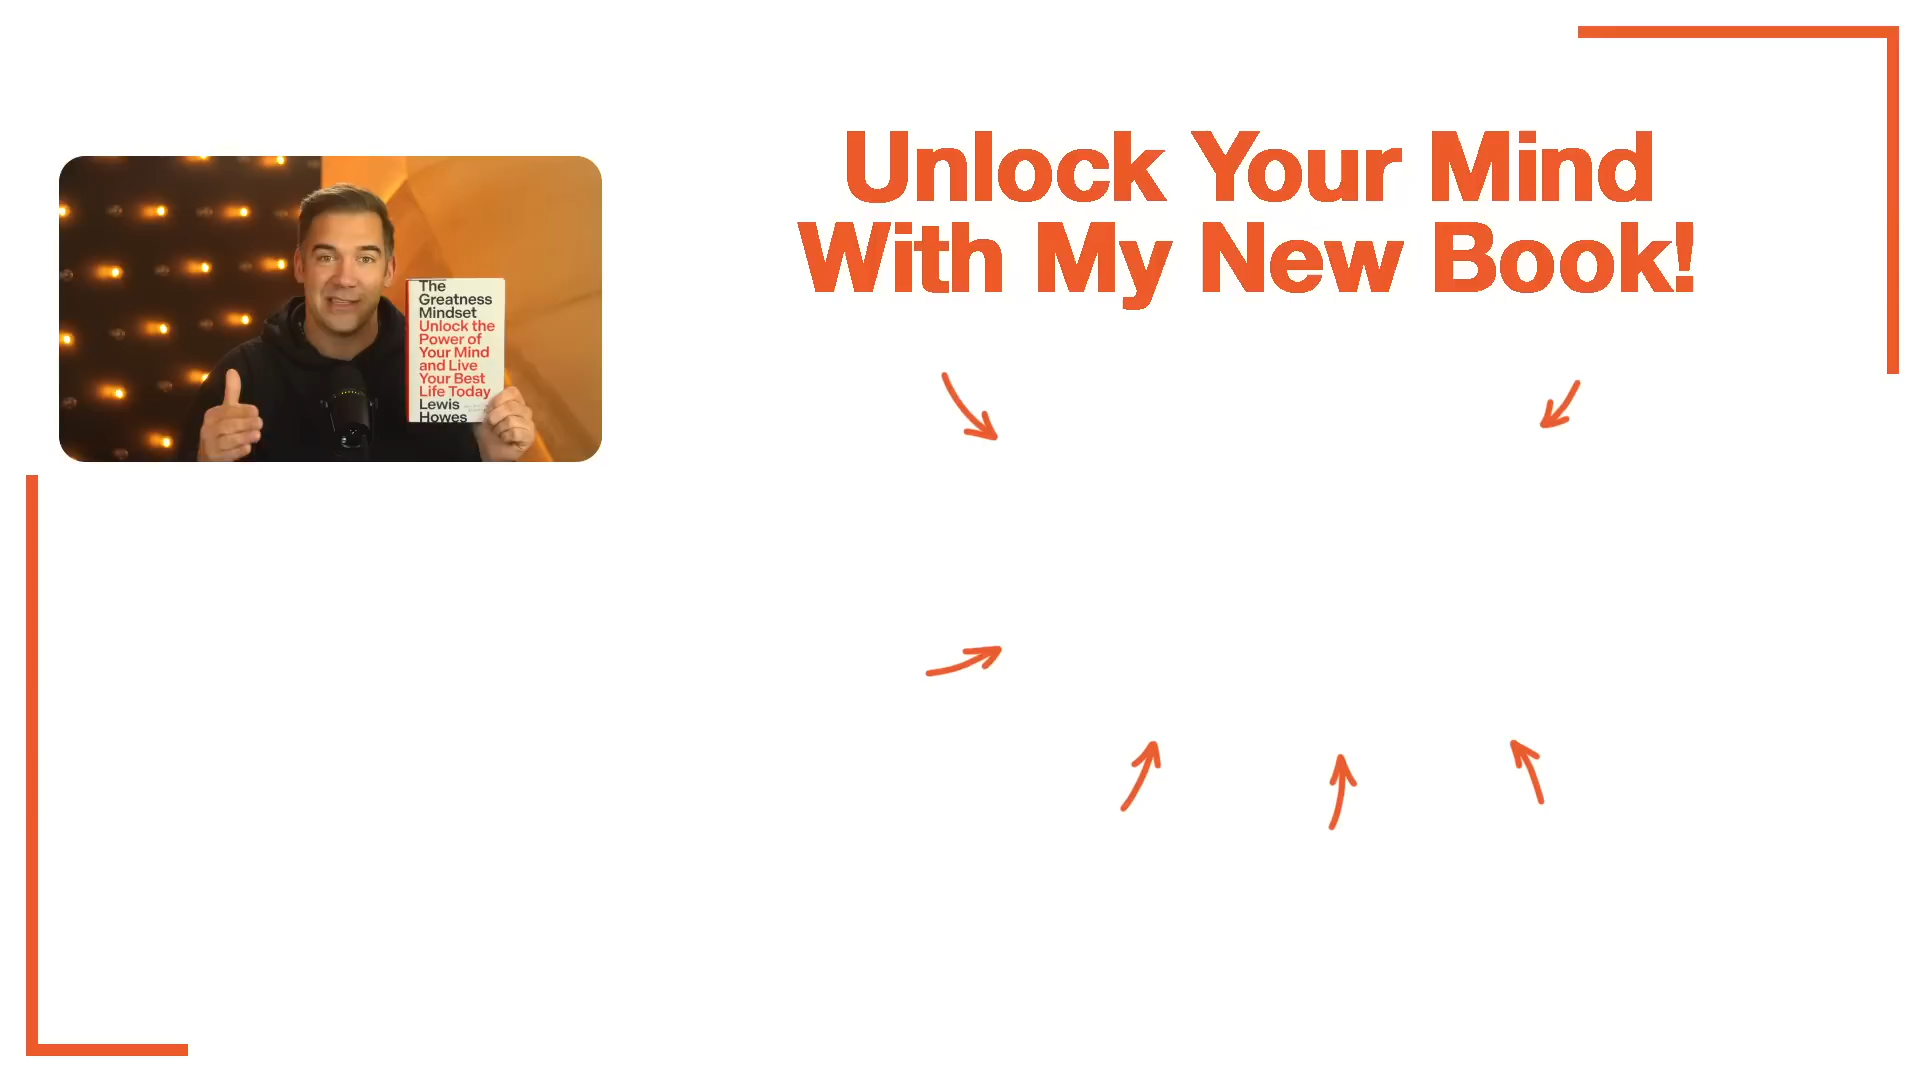 Unlock Your Mind
With My New Book!
The
Greatness
Mindset
Unlock the
Power of
Your Mind
and Live
Your Best
Life Today
Lewis
Howes